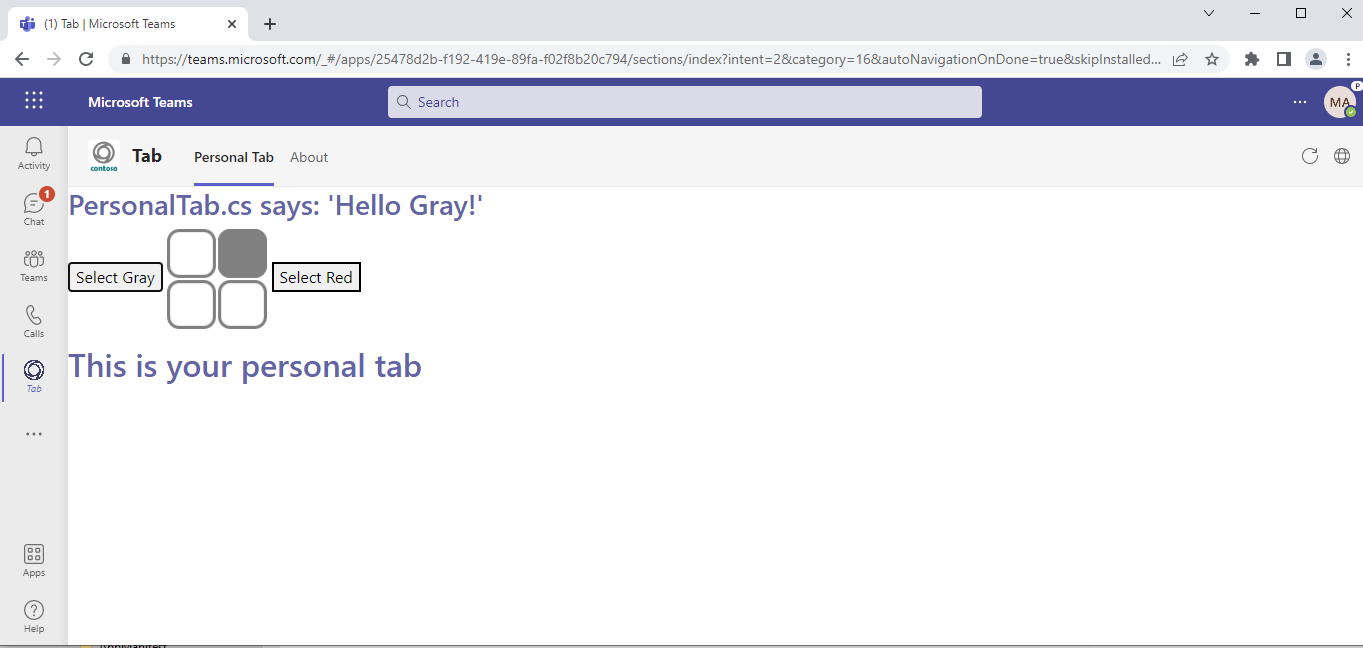 (1) Tab | Microsoft Teams
https://teams.microsoft.com/_#/apps/25478d2b-f192-419e-89fa-f02f8b20c794/sections/index?intent=2&category=16&autoNavigationOnDone=true&skipInstalled...
Microsoft Teams
Search
MA
P
Activity
1
Chat
Teams
Calls
Tab
Apps
Help
contoso
Tab
Personal Tab
About
PersonalTab.cs says: 'Hello Gray!'
Select Gray
Select Red
This is your personal tab